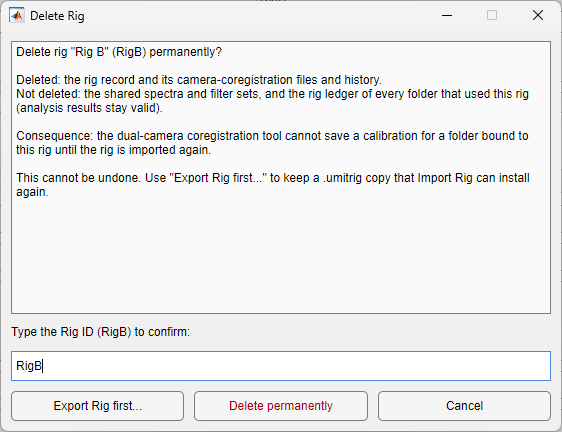 Delete Rig
Delete rig "Rig B" (RigB) permanently?
Deleted: the rig record and its camera-coregistration files and history.
Not deleted: the shared spectra and filter sets, and the rig ledger of every folder that used this rig
(analysis results stay valid).
Consequence: the dual-camera coregistration tool cannot save a calibration for a folder bound to
this rig until the rig is imported again.
This cannot be undone. Use "Export Rig first..." to keep a .umitrig copy that Import Rig can install
again.
Type the Rig ID (RigB) to confirm:
RigB
Export Rig first...
Delete permanently
Cancel